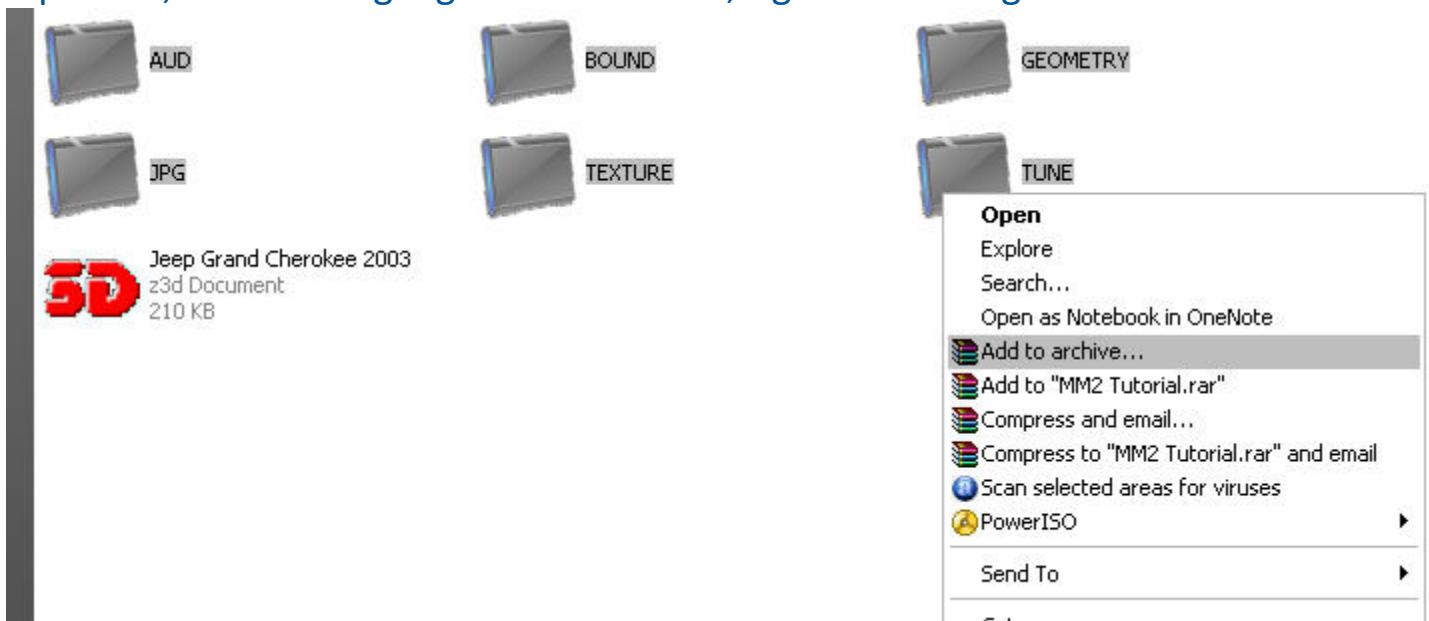 AUD
BOUND
GEOMETRY
JPG
TEXTURE
TUNE
Jeep Grand Cherokee 2003
z3d Document
210 KB
Open
Explore
Search...
Open as Notebook in OneNote
Add to archive...
Add to "MM2 Tutorial.rar"
Compress and email...
Compress to "MM2 Tutorial.rar" and email
Scan selected areas for viruses
PowerISO
Send To